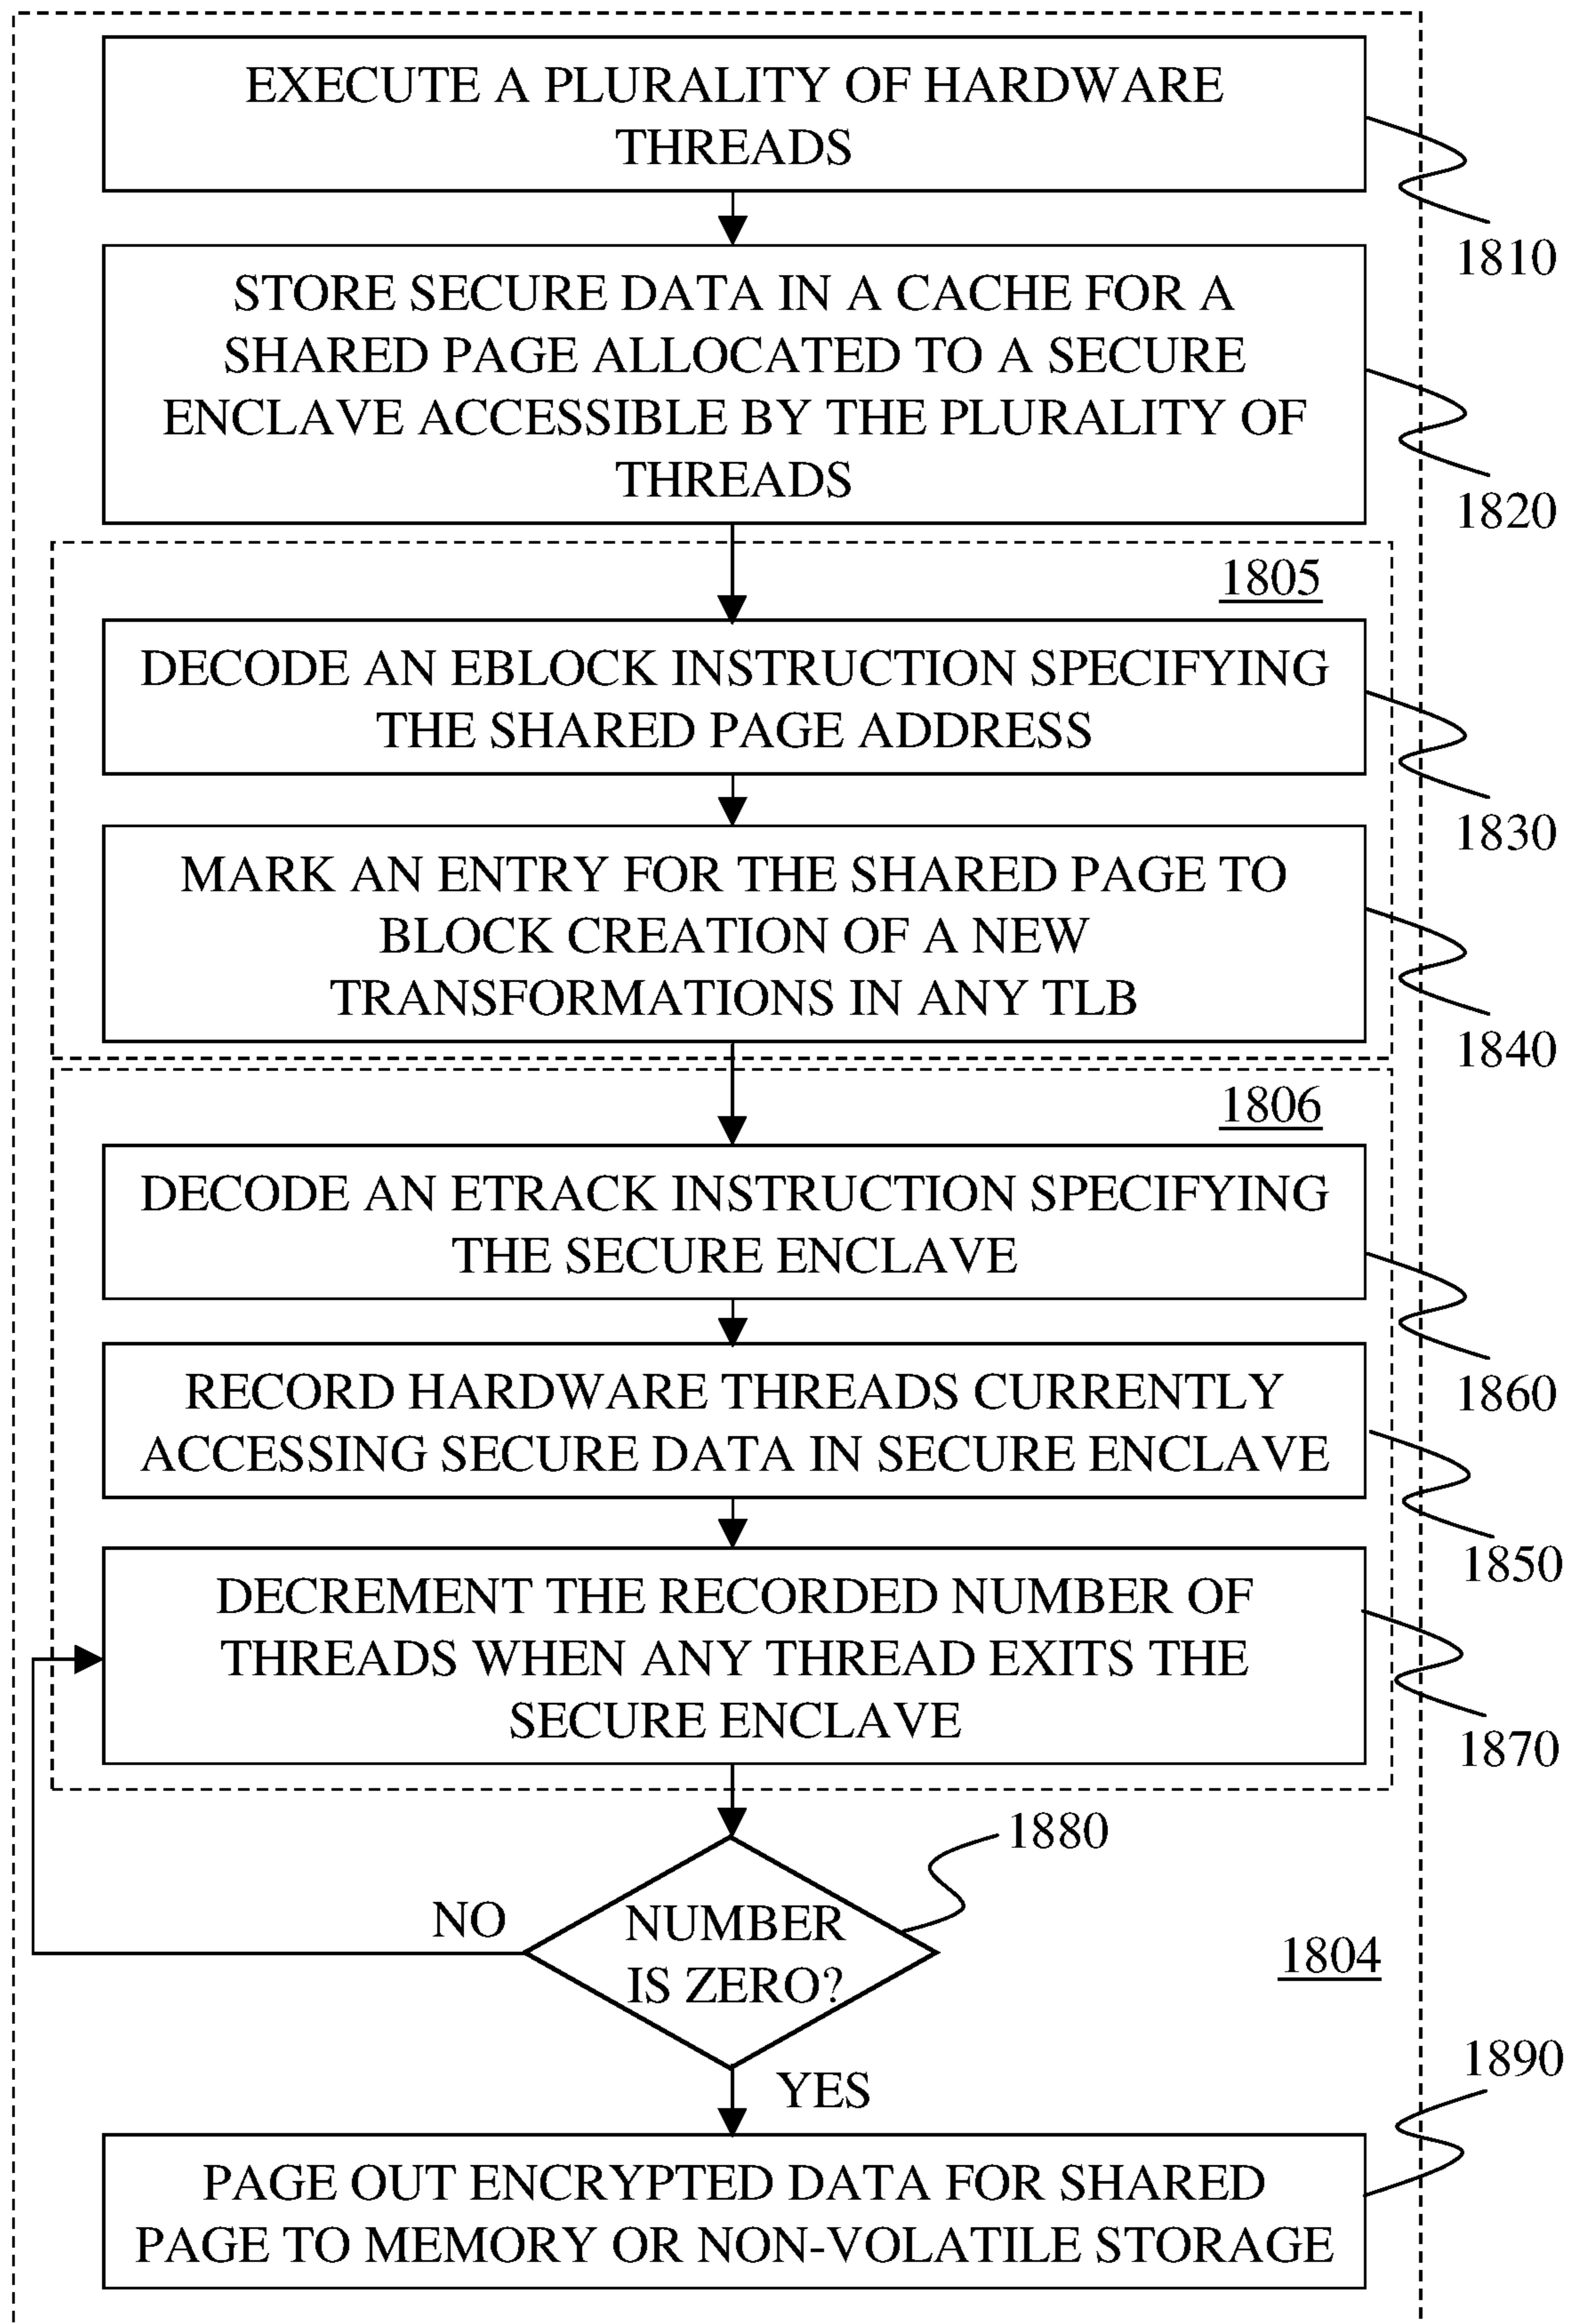 EXECUTE A PLURALITY OF HARDWARE
THREADS
1810
STORE SECURE DATA IN A CACHE FOR A
SHARED PAGE ALLOCATED TO A SECURE
ENCLAVE ACCESSIBLE BY THE PLURALITY OF
THREADS
1820
1805
DECODE AN EBLOCK INSTRUCTION SPECIFYING
THE SHARED PAGE ADDRESS
1830
MARK AN ENTRY FOR THE SHARED PAGE TO
BLOCK CREATION OF A NEW
TRANSFORMATIONS IN ANY TLB
1840
1806
DECODE AN ETRACK INSTRUCTION SPECIFYING
THE SECURE ENCLAVE
1860
RECORD HARDWARE THREADS CURRENTLY
ACCESSING SECURE DATA IN SECURE ENCLAVE
1850
DECREMENT THE RECORDED NUMBER OF
THREADS WHEN ANY THREAD EXITS THE
SECURE ENCLAVE
1870
1880
NO
NUMBER
IS ZERO?
1804
YES
1890
PAGE OUT ENCRYPTED DATA FOR SHARED
PAGE TO MEMORY OR NON-VOLATILE STORAGE